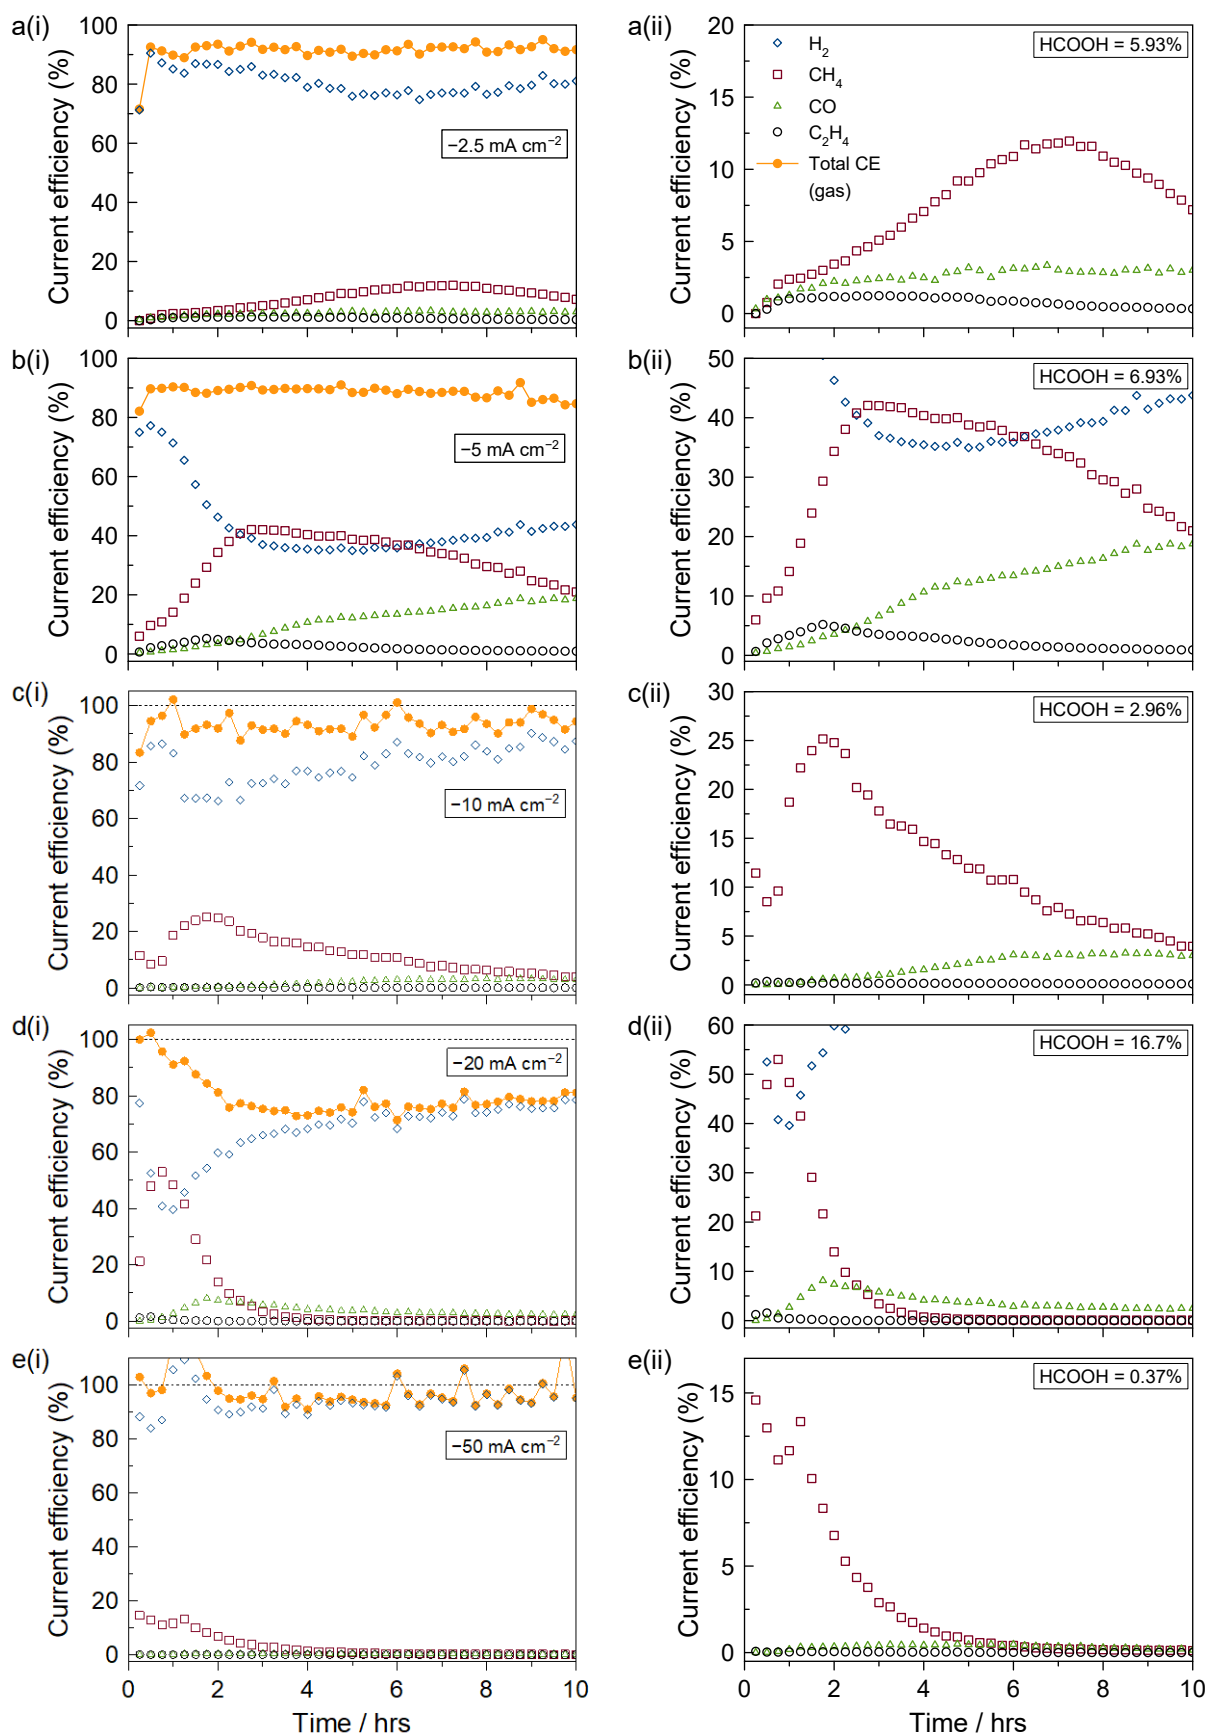 a(i)
Current efficiency (%)
100
80
60
40
20
0
−2.5 mA cm⁻²
a(ii)
Current efficiency (%)
20
15
10
5
0
HCOOH = 5.93%
H₂
CH₄
CO
C₂H₄
Total CE
(gas)
b(i)
Current efficiency (%)
100
80
60
40
20
0
−5 mA cm⁻²
b(ii)
Current efficiency (%)
50
40
30
20
10
0
HCOOH = 6.93%
c(i)
Current efficiency (%)
100
80
60
40
20
0
−10 mA cm⁻²
c(ii)
Current efficiency (%)
30
25
20
15
10
5
0
HCOOH = 2.96%
d(i)
Current efficiency (%)
100
80
60
40
20
0
−20 mA cm⁻²
d(ii)
Current efficiency (%)
60
50
40
30
20
10
0
HCOOH = 16.7%
e(i)
Current efficiency (%)
100
80
60
40
20
0
−50 mA cm⁻²
0 2 4 6 8 10
Time / hrs
e(ii)
Current efficiency (%)
15
10
5
0
HCOOH = 0.37%
0 2 4 6 8 10
Time / hrs